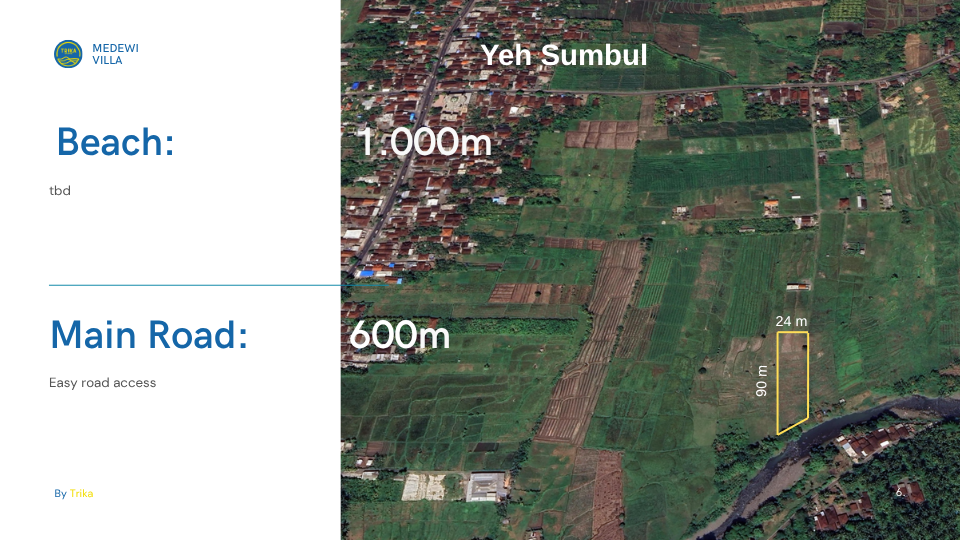 TRIKA
MEDEWI
VILLA
Yeh Sumbul
Beach: 1.000m
tbd
Main Road: 600m
Easy road access
24 m
90 m
By Trika
6.